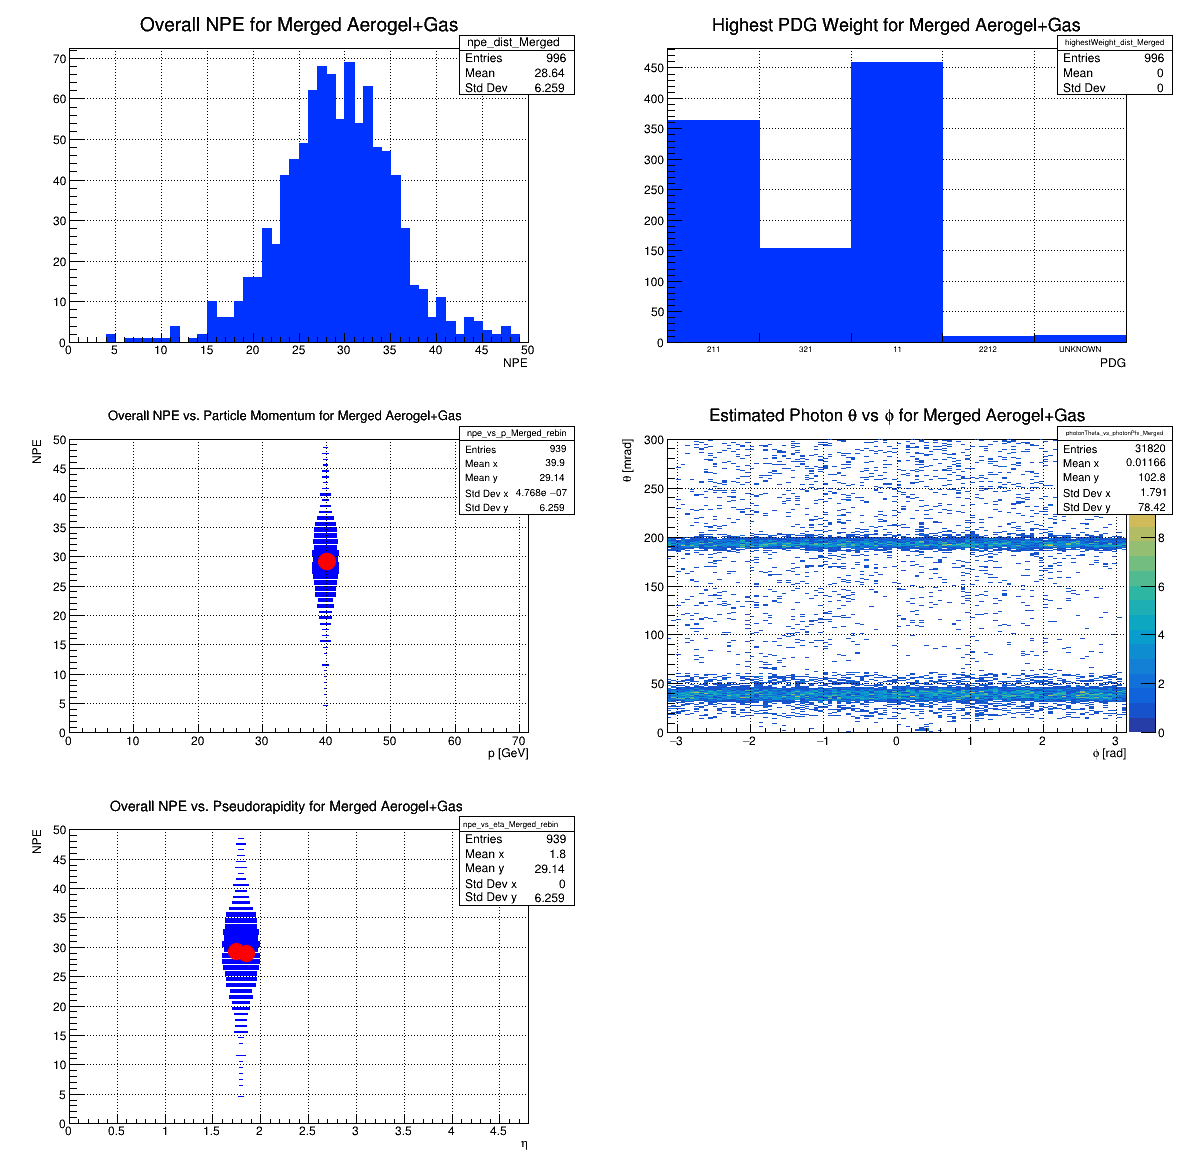 Overall NPE for Merged Aerogel+Gas
npe_dist_Merged
Entries 996
Mean 28.64
Std Dev 6.259
70
60
50
40
30
20
10
0
0 5 10 15 20 25 30 35 40 45 50
NPE
Highest PDG Weight for Merged Aerogel+Gas
highestWeight_dist_Merged
Entries 996
Mean 0
Std Dev 0
450
400
350
300
250
200
150
100
50
0
211 321 11 2212 UNKNOWN
PDG
Overall NPE vs. Particle Momentum for Merged Aerogel+Gas
npe_vs_p_Merged_rebin
Entries 939
Mean x 39.9
Mean y 29.14
Std Dev x 4.768e −07
Std Dev y 6.259
NPE
50
45
40
35
30
25
20
15
10
5
0
0 10 20 30 40 50 60 70
p [GeV]
Estimated Photon θ vs ϕ for Merged Aerogel+Gas
photonTheta_vs_photonPhi_Merged
Entries 31820
Mean x 0.01166
Mean y 102.8
Std Dev x 1.791
Std Dev y 78.42
θ [mrad]
300
250
200
150
100
50
0
−3 −2 −1 0 1 2 3
ϕ [rad]
8
6
4
2
0
Overall NPE vs. Pseudorapidity for Merged Aerogel+Gas
npe_vs_eta_Merged_rebin
Entries 939
Mean x 1.8
Mean y 29.14
Std Dev x 0
Std Dev y 6.259
NPE
50
45
40
35
30
25
20
15
10
5
0
0 0.5 1 1.5 2 2.5 3 3.5 4 4.5
η